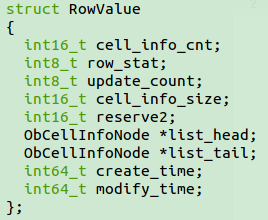 struct RowValue
{
  int16_t cell_info_cnt;
  int8_t row_stat;
  int8_t update_count;
  int16_t cell_info_size;
  int16_t reserve2;
  ObCellInfoNode *list_head;
  ObCellInfoNode *list_tail;
  int64_t create_time;
  int64_t modify_time;
};